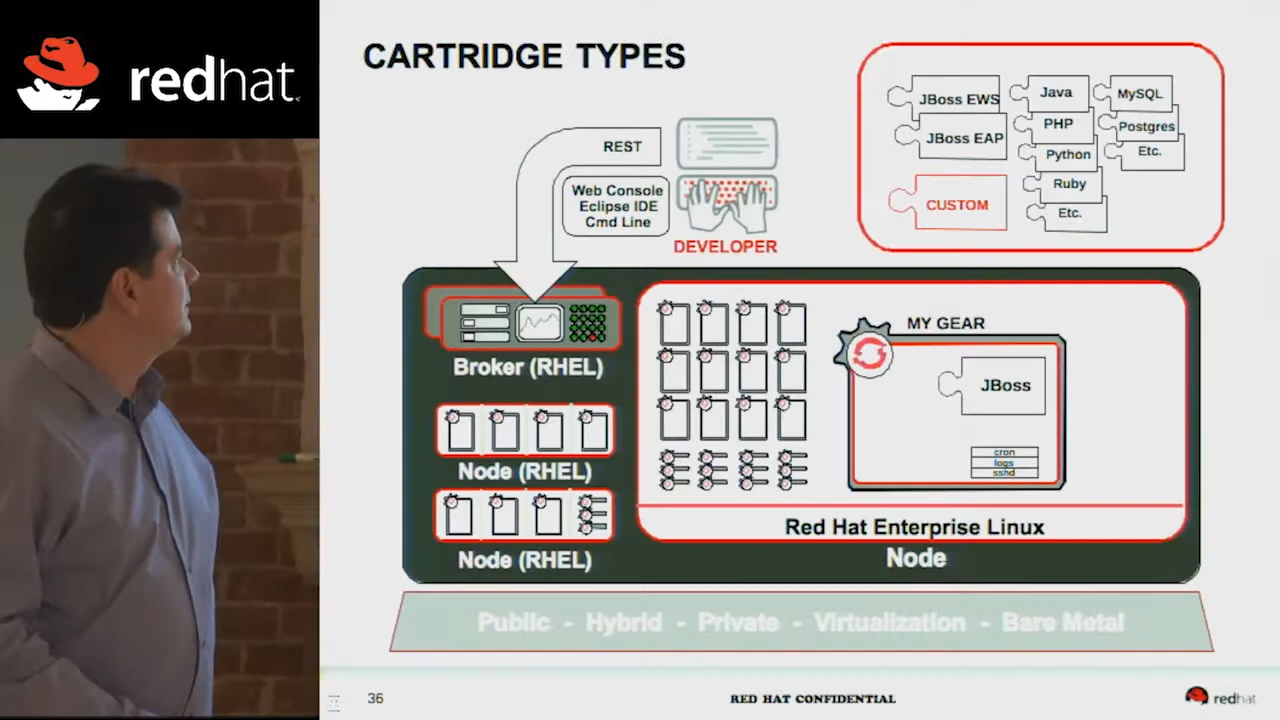 redhat.
CARTRIDGE TYPES
REST
Web Console
Eclipse IDE
Cmd Line
DEVELOPER
JBoss EWS
JBoss EAP
CUSTOM
Java
PHP
Python
Ruby
Etc.
MySQL
Postgres
Etc.
Broker (RHEL)
Node (RHEL)
Node (RHEL)
MY GEAR
JBoss
cron
logs
sshd
Red Hat Enterprise Linux
Node
Public - Hybrid - Private - Virtualization - Bare Metal
36
RED HAT CONFIDENTIAL
redhat